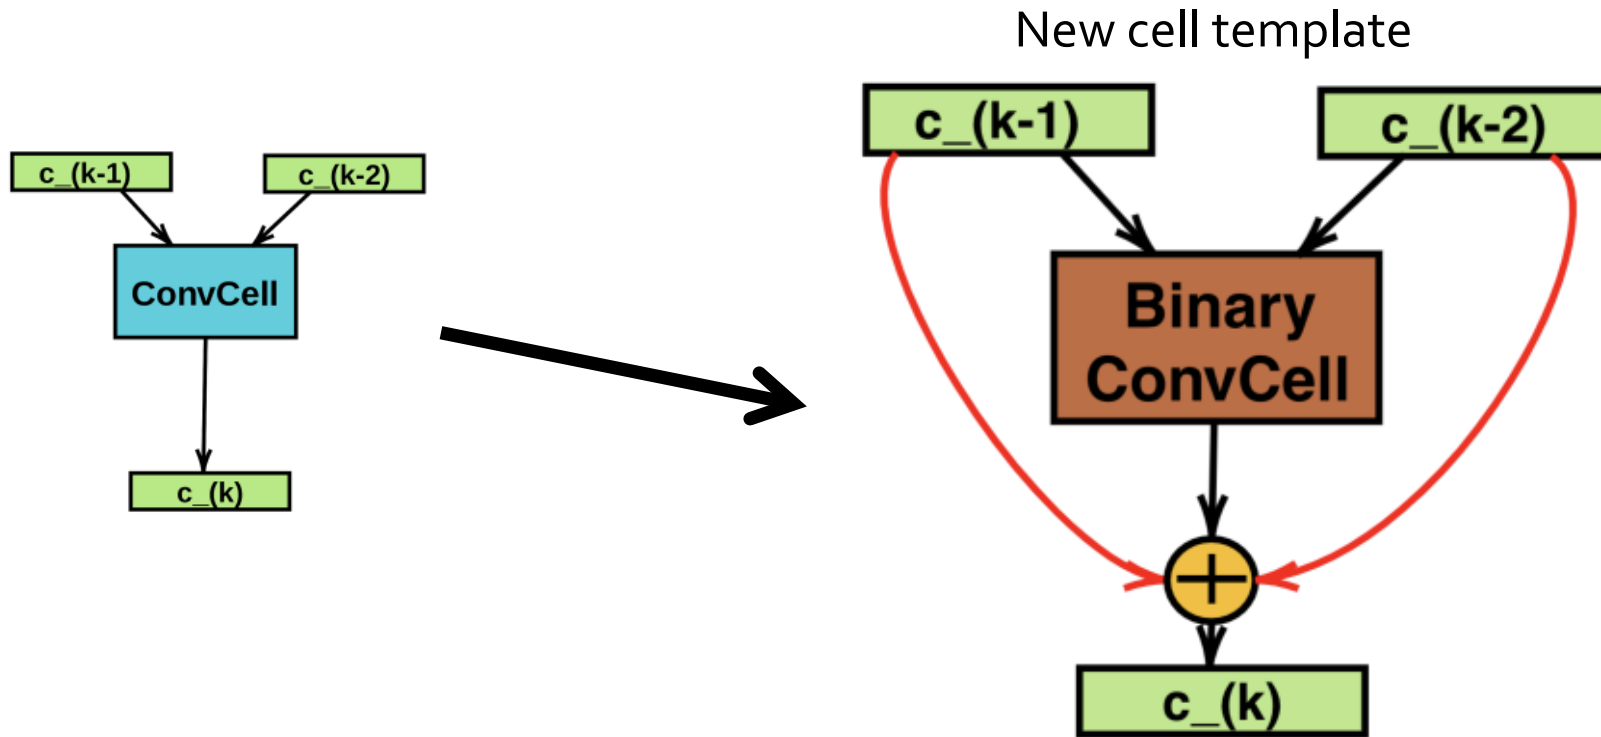 New cell template
c_(k-1)
c_(k-2)
ConvCell
c_(k)
c_(k-1)
c_(k-2)
Binary
ConvCell
c_(k)